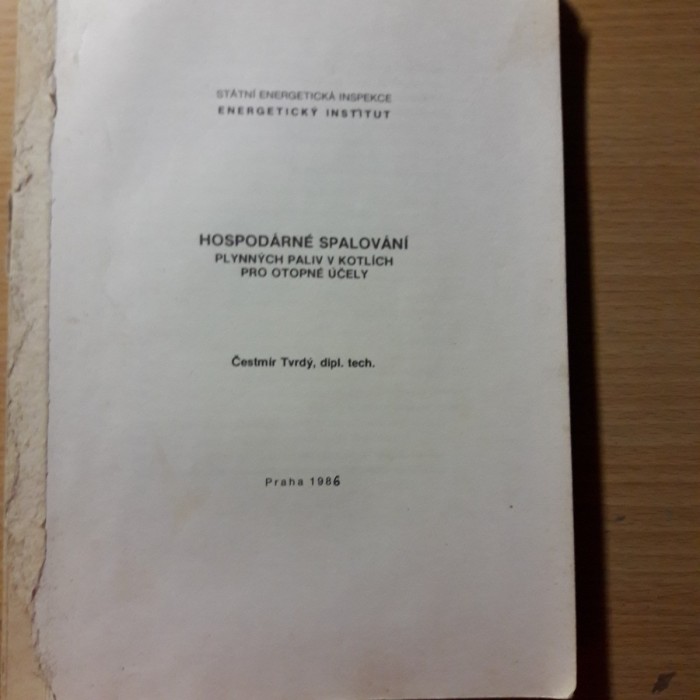 STÁTNÍ ENERGETICKÁ INSPEKCE
ENERGETICKÝ INSTITUT
HOSPODÁRNÉ SPALOVÁNÍ
PLYNNÝCH PALIV V KOTLÍCH
PRO OTOPNÉ ÚČELY
Čestmír Tvrdý, dipl. tech.
Praha 1986